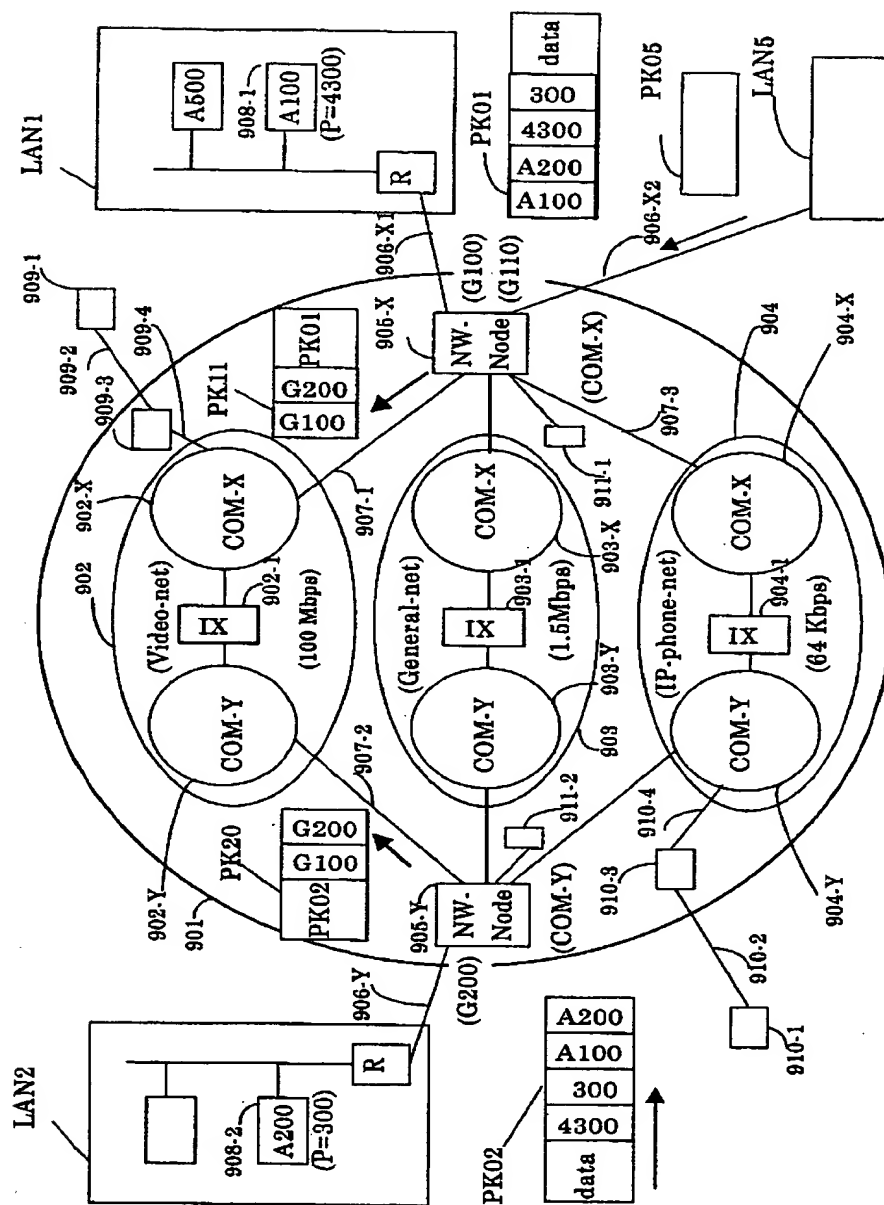 LAN2
908-2
A200
(P=300)
R
906-Y
PK02
data
4300
300
A100
A200
(G200)
905-Y
NW-
Node
(COM-Y)
911-2
901
902-Y
PK20
PK02
G100
G200
907-2
902
902-X
COM-Y
IX
COM-X
902-1
(Video-net)
(100 Mbps)
(General-net)
COM-Y
IX
COM-X
903-1
903-X
903-Y
903
(1.5Mbps)
(IP-phone-net)
COM-Y
IX
COM-X
904-1
(64 Kbps)
904-Y
904-X
904
910-4
910-3
910-2
910-1
909-1
909-2
909-3
909-4
PK11
G100
G200
PK01
907-1
905-X
NW-
Node
(G100)
(G110)
(COM-X)
911-1
907-3
LAN1
A500
908-1
A100
(P=4300)
R
906-X1
PK01
A100
A200
4300
300
data
906-X2
PK05
LAN5